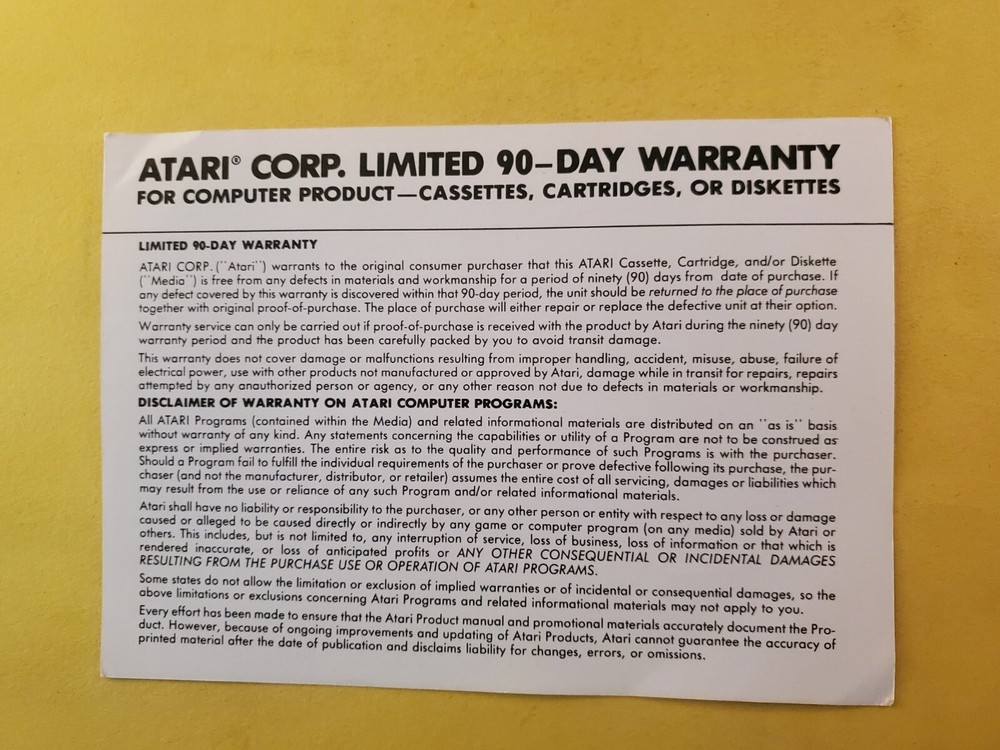 ATARI® CORP. LIMITED 90–DAY WARRANTY
FOR COMPUTER PRODUCT—CASSETTES, CARTRIDGES, OR DISKETTES
LIMITED 90-DAY WARRANTY
ATARI CORP. ("Atari") warrants to the original consumer purchaser that this ATARI Cassette, Cartridge, and/or Diskette
("Media") is free from any defects in materials and workmanship for a period of ninety (90) days from date of purchase. If
any defect covered by this warranty is discovered within that 90-day period, the unit should be returned to the place of purchase
together with original proof-of-purchase. The place of purchase will either repair or replace the defective unit at their option.
Warranty service can only be carried out if proof-of-purchase is received with the product by Atari during the ninety (90) day
warranty period and the product has been carefully packed by you to avoid transit damage.
This warranty does not cover damage or malfunctions resulting from improper handling, accident, misuse, abuse, failure of
electrical power, use with other products not manufactured or approved by Atari, damage while in transit for repairs, repairs
attempted by any unauthorized person or agency, or any other reason not due to defects in materials or workmanship.
DISCLAIMER OF WARRANTY ON ATARI COMPUTER PROGRAMS:
All ATARI Programs (contained within the Media) and related informational materials are distributed on an "as is" basis
without warranty of any kind. Any statements concerning the capabilities or utility of a Program are not to be construed as
express or implied warranties. The entire risk as to the quality and performance of such Programs is with the purchaser.
Should a Program fail to fulfill the individual requirements of the purchaser or prove defective following its purchase, the pur-
chaser (and not the manufacturer, distributor, or retailer) assumes the entire cost of all servicing, damages or liabilities which
may result from the use or reliance of any such Program and/or related informational materials.
Atari shall have no liability or responsibility to the purchaser, or any other person or entity with respect to any loss or damage
caused or alleged to be caused directly or indirectly by any game or computer program (on any media) sold by Atari or
others. This includes, but is not limited to, any interruption of service, loss of business, loss of information or that which is
rendered inaccurate, or loss of anticipated profits or ANY OTHER CONSEQUENTIAL OR INCIDENTAL DAMAGES
RESULTING FROM THE PURCHASE USE OR OPERATION OF ATARI PROGRAMS.
Some states do not allow the limitation or exclusion of implied warranties or of incidental or consequential damages, so the
above limitations or exclusions concerning Atari Programs and related informational materials may not apply to you.
Every effort has been made to ensure that the Atari Product manual and promotional materials accurately document the Pro-
duct. However, because of ongoing improvements and updating of Atari Products, Atari cannot guarantee the accuracy of
printed material after the date of publication and disclaims liability for changes, errors, or omissions.